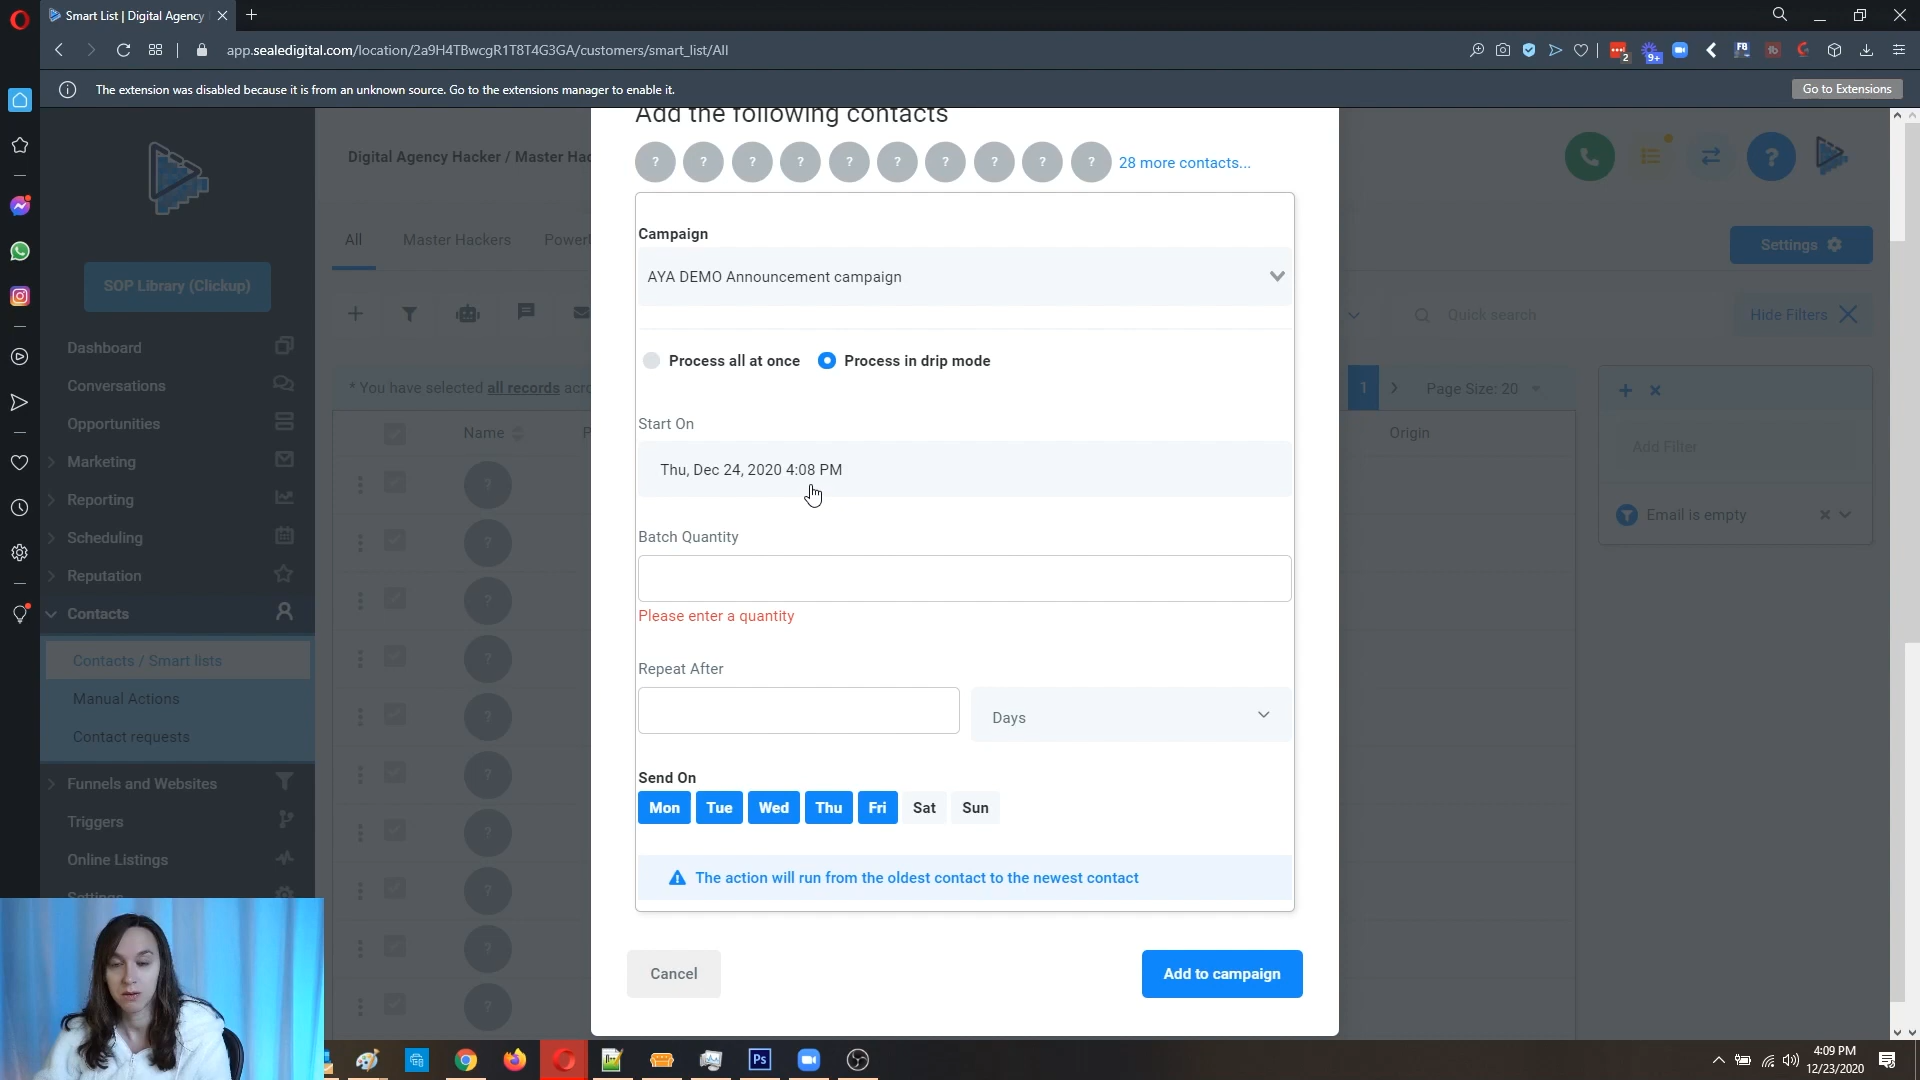 Smart List | Digital Agency
app.sealedigital.com/location/2a9H4TBwcgR1T8T4G3GA/customers/smart_list/All
The extension was disabled because it is from an unknown source. Go to the extensions manager to enable it.
Go to Extensions
Add the following contacts
Digital Agency Hacker / Master Hac
? ? ? ? ? ? ? ? ? ? 28 more contacts...
All
Master Hackers
Power
Settings
SOP Library (Clickup)
Campaign
AYA DEMO Announcement campaign
Quick search
Hide Filters
Dashboard
Conversations
Opportunities
Marketing
Reporting
Scheduling
Reputation
Contacts
Contacts / Smart lists
Manual Actions
Contact requests
Funnels and Websites
Triggers
Online Listings
Settings
* You have selected all records acro
Name
Process all at once
Process in drip mode
Start On
Thu, Dec 24, 2020 4:08 PM
Batch Quantity
Please enter a quantity
Repeat After
Days
Send On
Mon Tue Wed Thu Fri Sat Sun
The action will run from the oldest contact to the newest contact
Cancel
Add to campaign
1
Page Size: 20
Origin
Add Filter
Email is empty
Ps
4:09 PM
12/23/2020